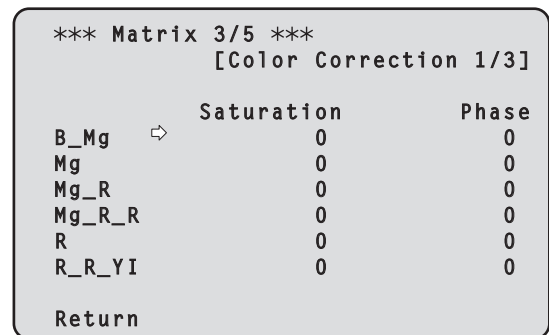 *** Matrix 3/5 ***
[Color Correction 1/3]
Saturation Phase
B_Mg ⇨ 0 0
Mg 0 0
Mg_R 0 0
Mg_R_R 0 0
R 0 0
R_R_YI 0 0
Return